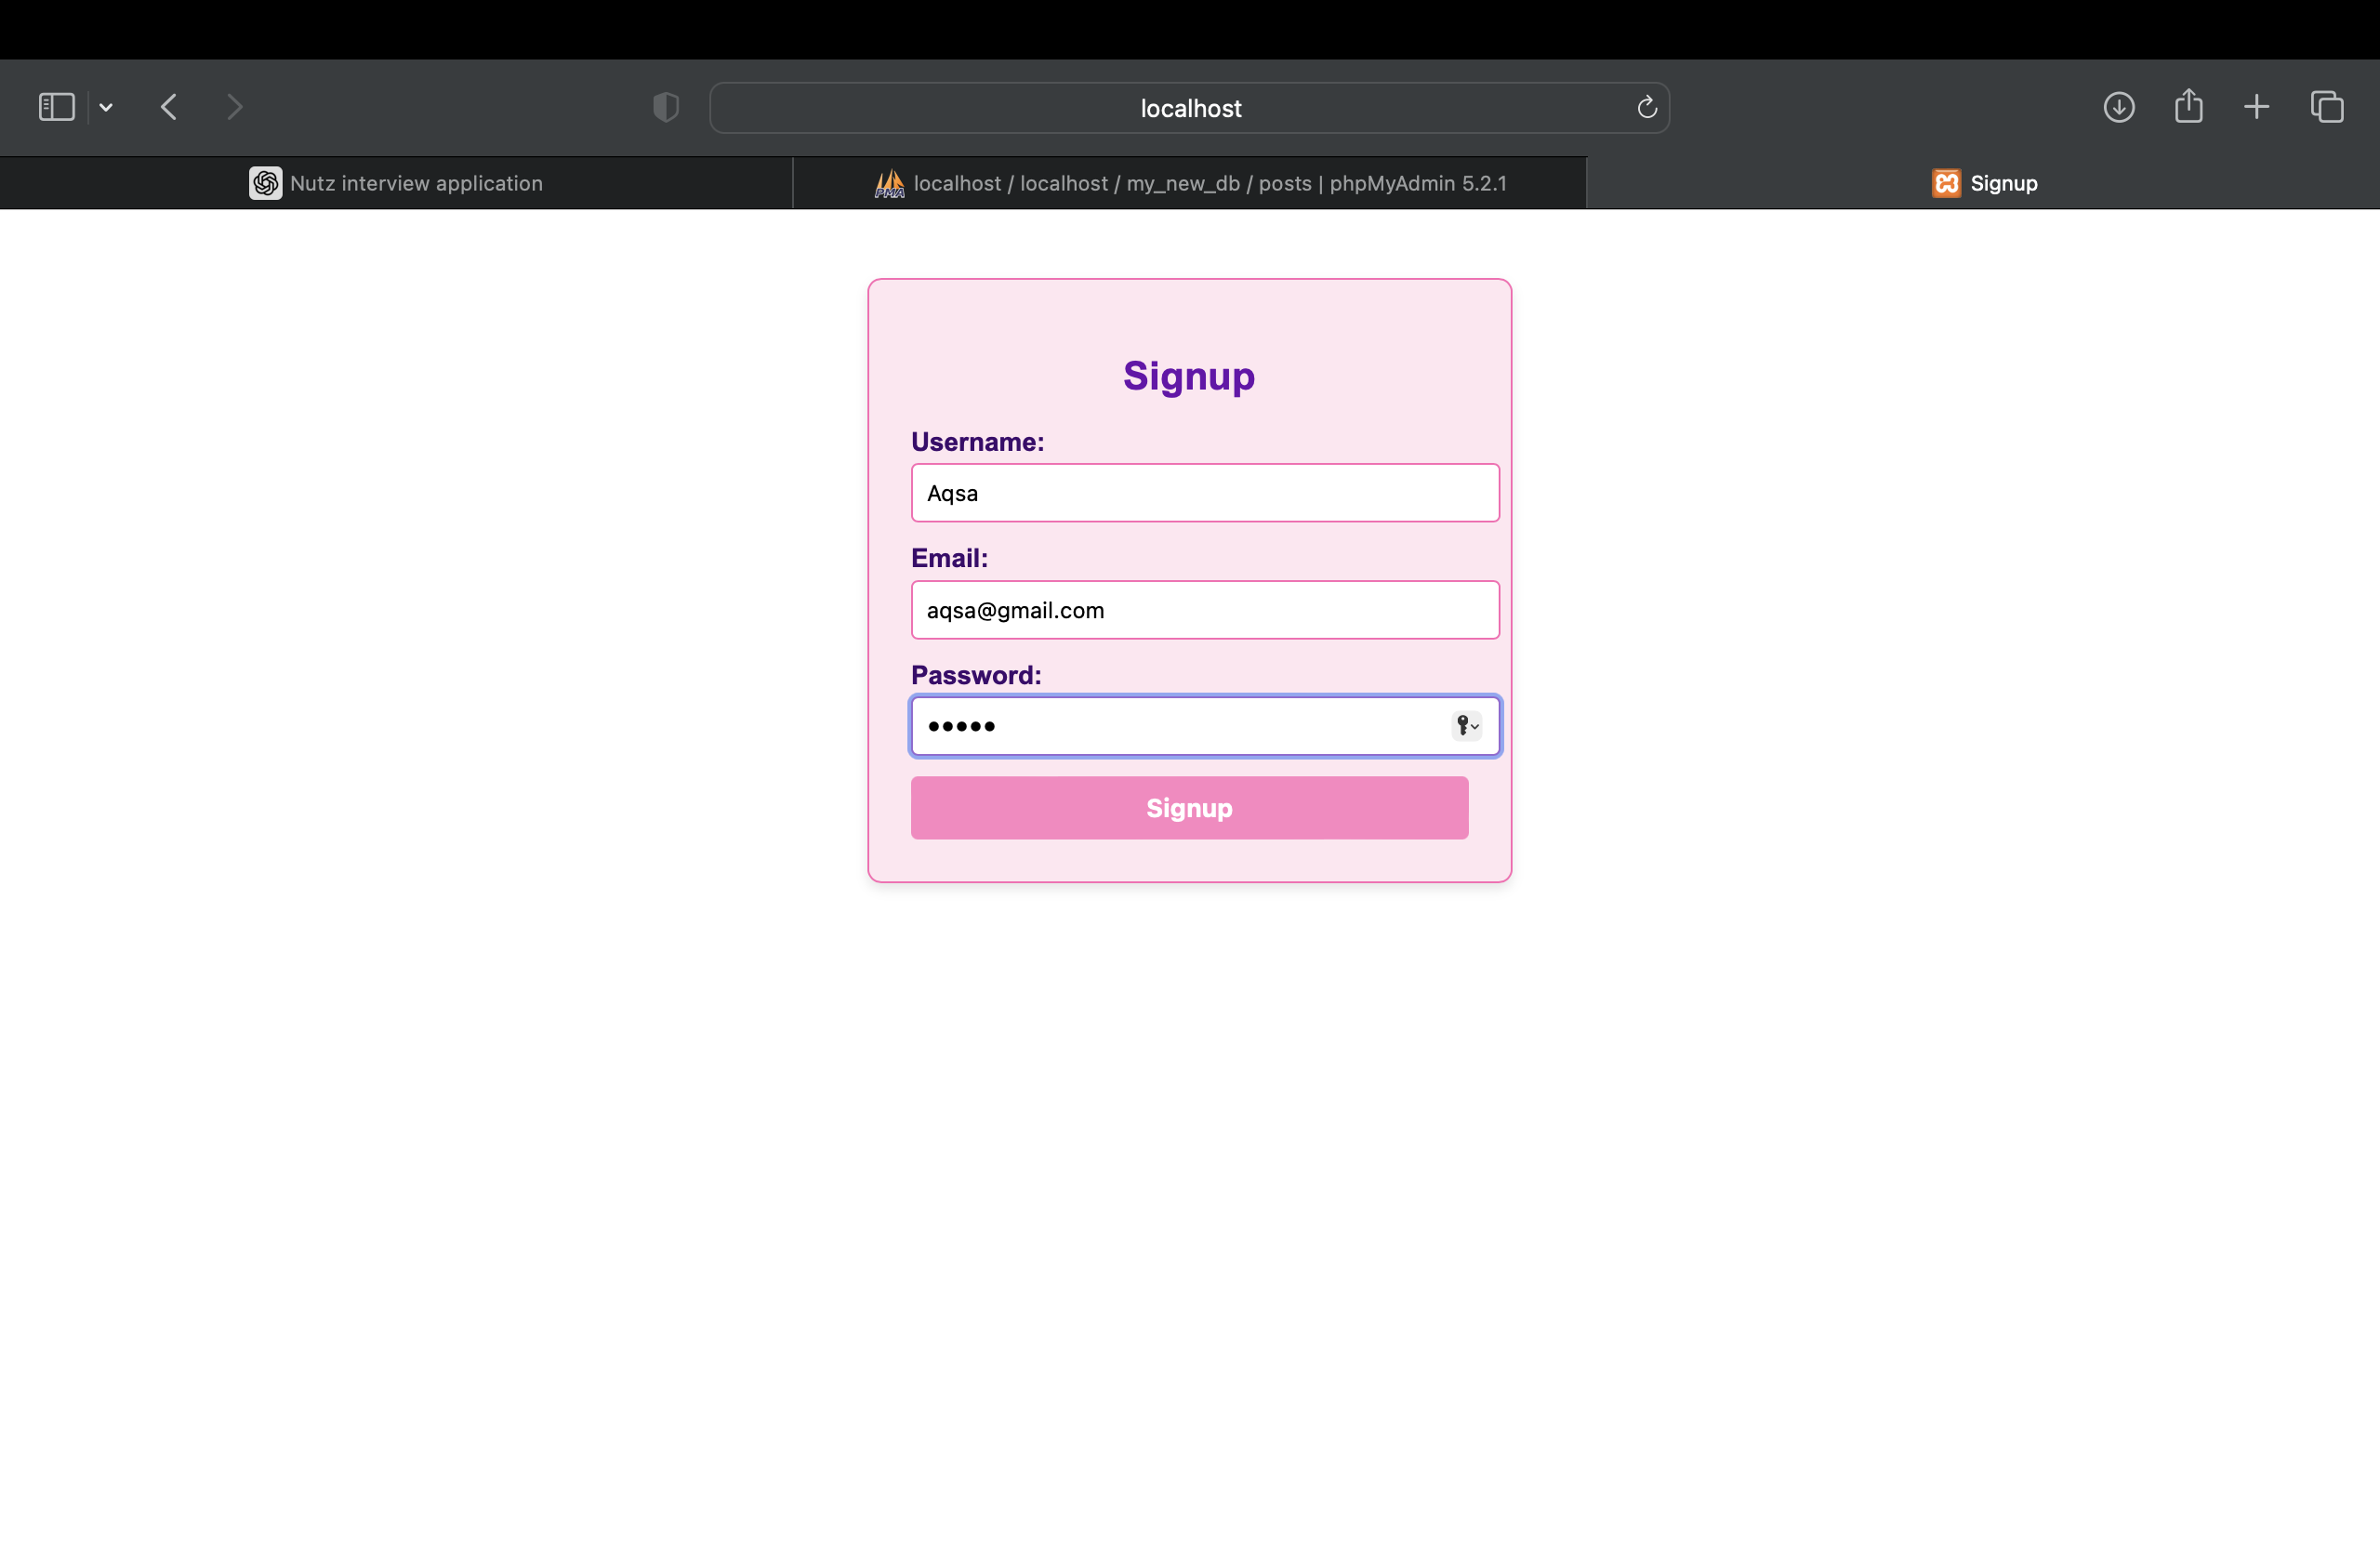 localhost
Nutz interview application
PMA
localhost / localhost / my_new_db / posts | phpMyAdmin 5.2.1
Signup
Signup
Username:
Aqsa
Email:
aqsa@gmail.com
Password:
•••••
Signup